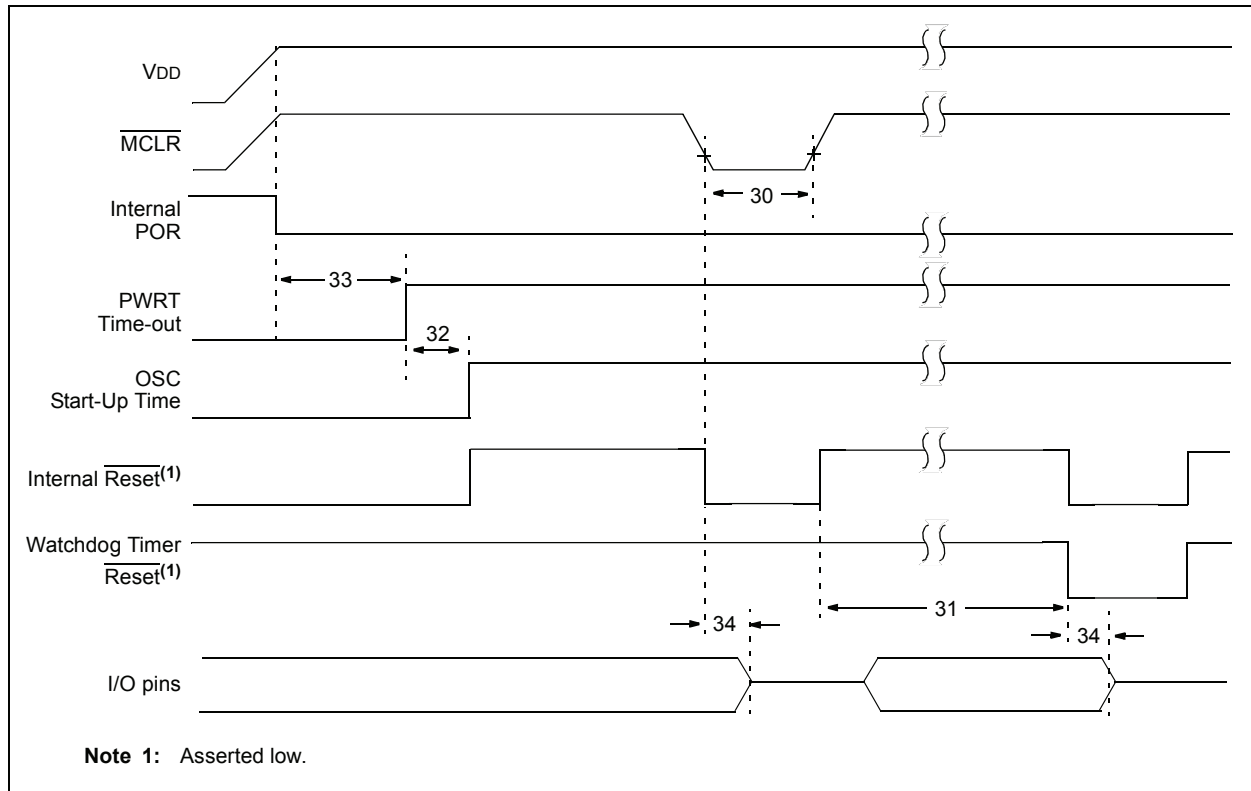 VDD
MCLR
30
Internal
POR
33
PWRT
Time-out
32
OSC
Start-Up Time
Internal Reset(1)
Watchdog Timer
Reset(1)
31
34
34
I/O pins
Note 1: Asserted low.